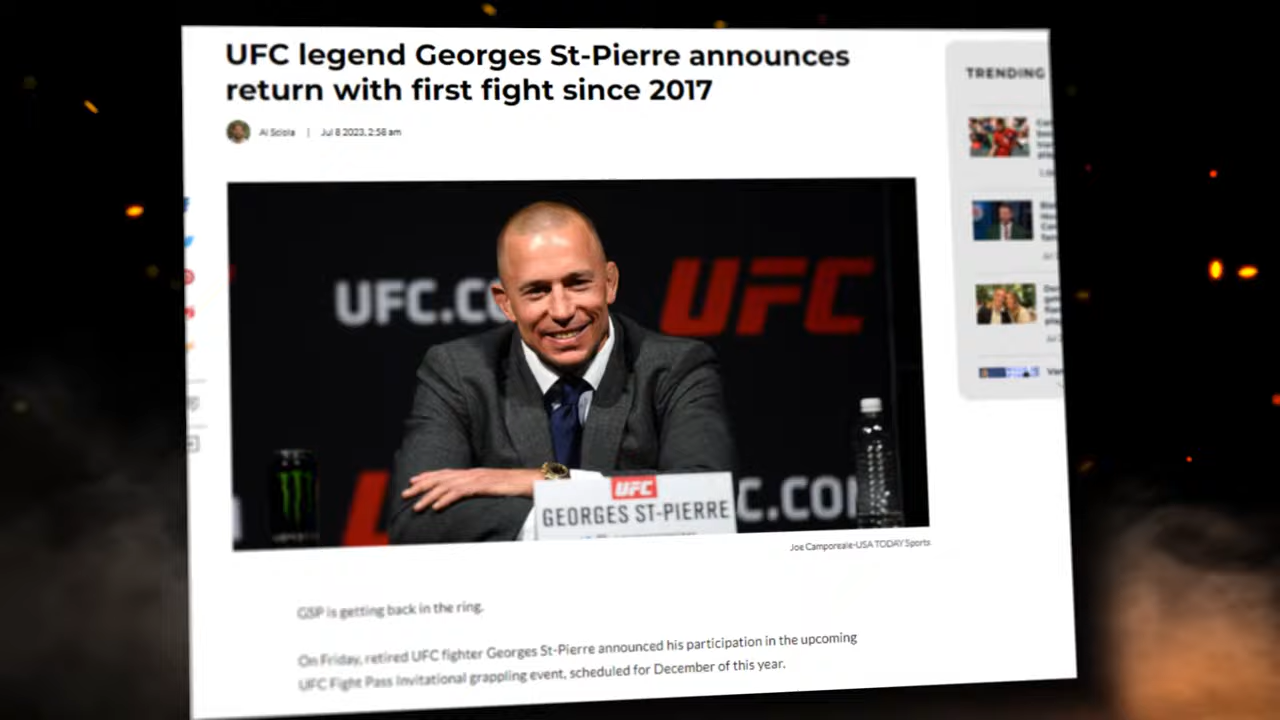 UFC legend Georges St-Pierre announces
return with first fight since 2017
Al Sciola | Jul 8 2023, 2:58 am
TRENDING
UFC.CO
UFC
UFC
GEORGES ST-PIERRE
C.CO
Joe Camporeale-USA TODAY Sports
GSP is getting back in the ring.
On Friday, retired UFC fighter Georges St-Pierre announced his participation in the upcoming
UFC Fight Pass Invitational grappling event, scheduled for December of this year.